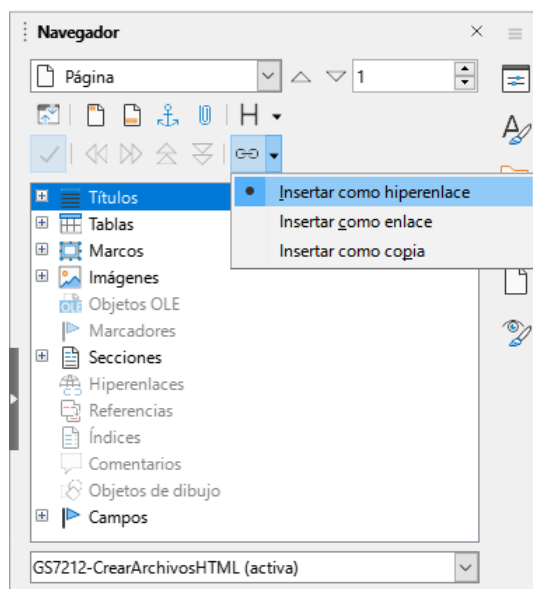 Navegador
Página
1
H
Insertar como hiperenlace
Insertar como enlace
Insertar como copia
Títulos
Tablas
Marcos
Imágenes
Objetos OLE
Marcadores
Secciones
Hiperenlaces
Referencias
Índices
Comentarios
Objetos de dibujo
Campos
GS7212-CrearArchivosHTML (activa)